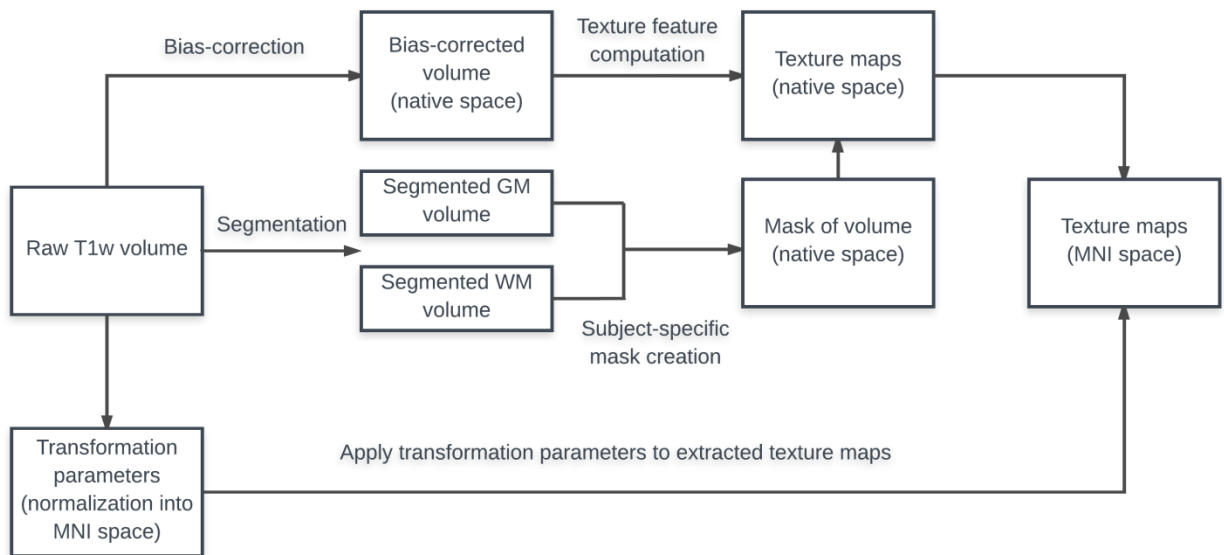 Bias-correction
Bias-corrected
volume
(native space)
Texture feature
computation
Texture maps
(native space)
Raw T1w volume
Segmentation
Segmented GM
volume
Segmented WM
volume
Subject-specific
mask creation
Mask of volume
(native space)
Texture maps
(MNI space)
Transformation
parameters
(normalization into
MNI space)
Apply transformation parameters to extracted texture maps